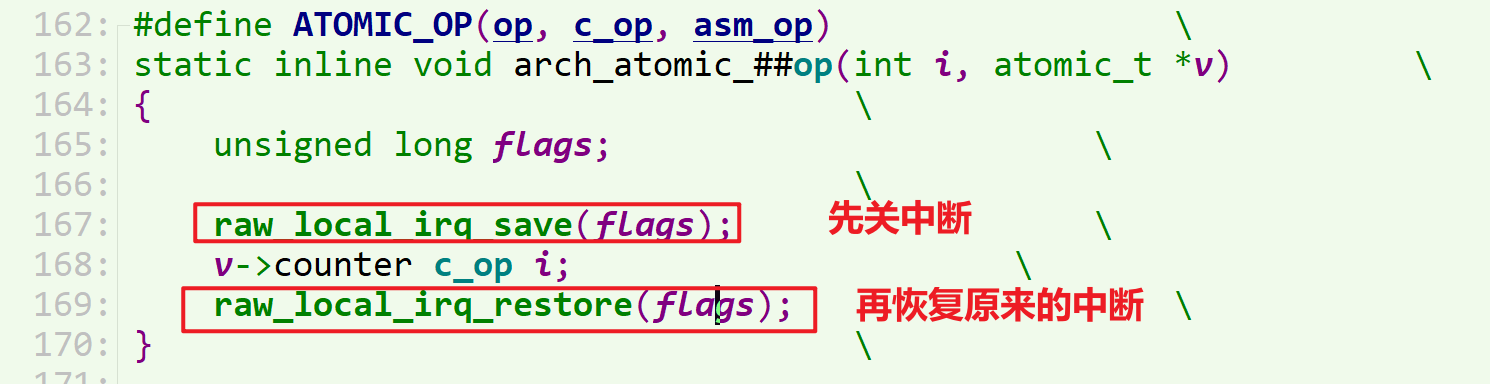 162: #define ATOMIC_OP(op, c_op, asm_op) \
163: static inline void arch_atomic_##op(int i, atomic_t *v) \
164: { \
165: unsigned long flags; \
166: \
167: raw_local_irq_save(flags); 先关中断 \
168: v->counter c_op i; \
169: raw_local_irq_restore(flags); 再恢复原来的中断 \
170: } \
171: